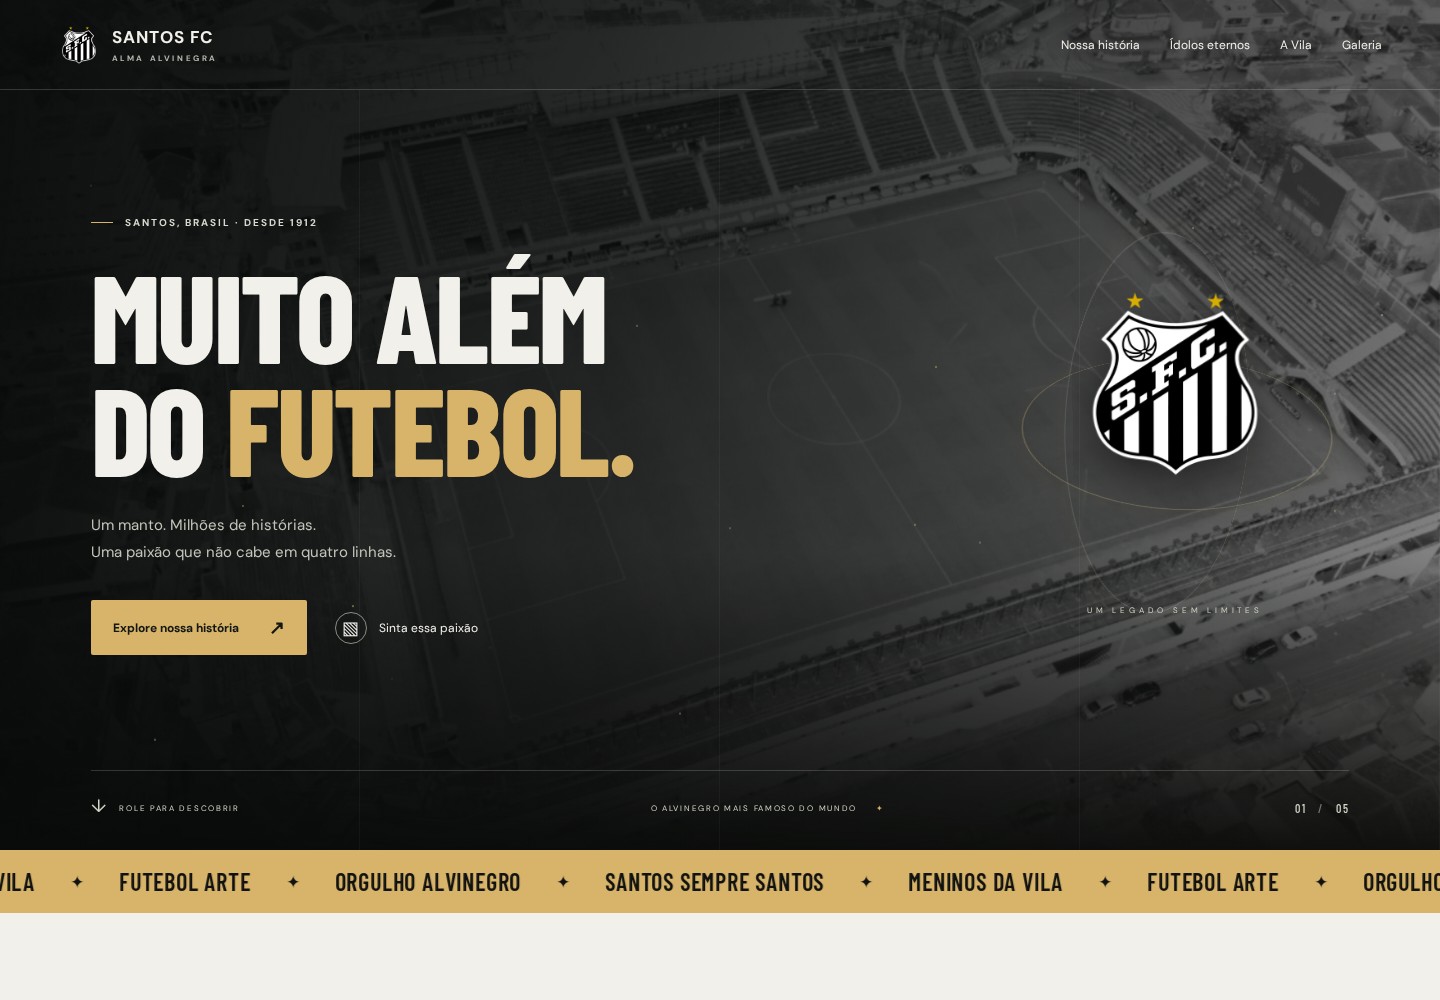 SANTOS FC
ALMA ALVINEGRA
Nossa história
Ídolos eternos
A Vila
Galeria
SANTOS, BRASIL · DESDE 1912
MUITO ALÉM
DO FUTEBOL.
Um manto. Milhões de histórias.
Uma paixão que não cabe em quatro linhas.
Explore nossa história ↗
Sinta essa paixão
S.F.C.
UM LEGADO SEM LIMITES
ROLE PARA DESCOBRIR
O ALVINEGRO MAIS FAMOSO DO MUNDO ✦
01 / 05
VILA ✦ FUTEBOL ARTE ✦ ORGULHO ALVINEGRO ✦ SANTOS SEMPRE SANTOS ✦ MENINOS DA VILA ✦ FUTEBOL ARTE ✦ ORGULHO